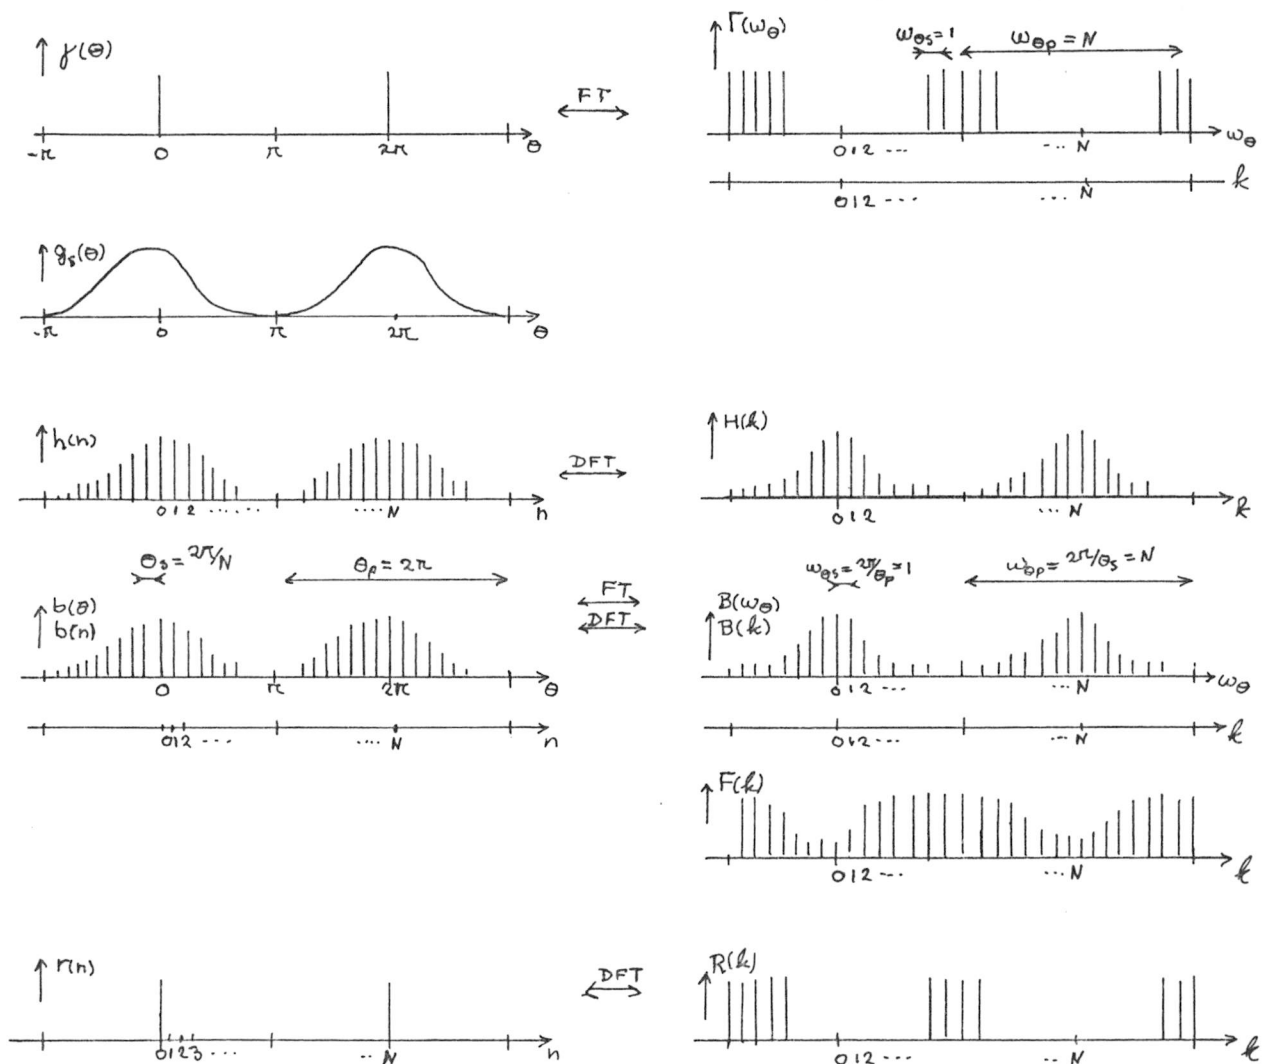 γ(θ)
-π 0 π 2π θ
FT
Γ(ωθ)
ωθs=1
ωθp=N
0 1 2 ... ... N ωθ
0 1 2 .... ... N k
gs(θ)
-π 0 π 2π θ
h(n)
0 1 2 ... ... ....N n
DFT
H(k)
0 1 2 ... N k
θs=2π/N
θp=2π
b(θ)
b(n)
0 π 2π θ
0 1 2 .... .... N n
FT
DFT
ωθs=2π/θp=1
ωθp=2π/θs=N
B(ωθ)
B(k)
0 1 2 ... ... N ωθ
0 1 2 ... ... N k
F(k)
0 1 2 ... ... N k
r(n)
0 1 2 3 ... .. N n
DFT
R(k)
0 1 2 ... .. N k